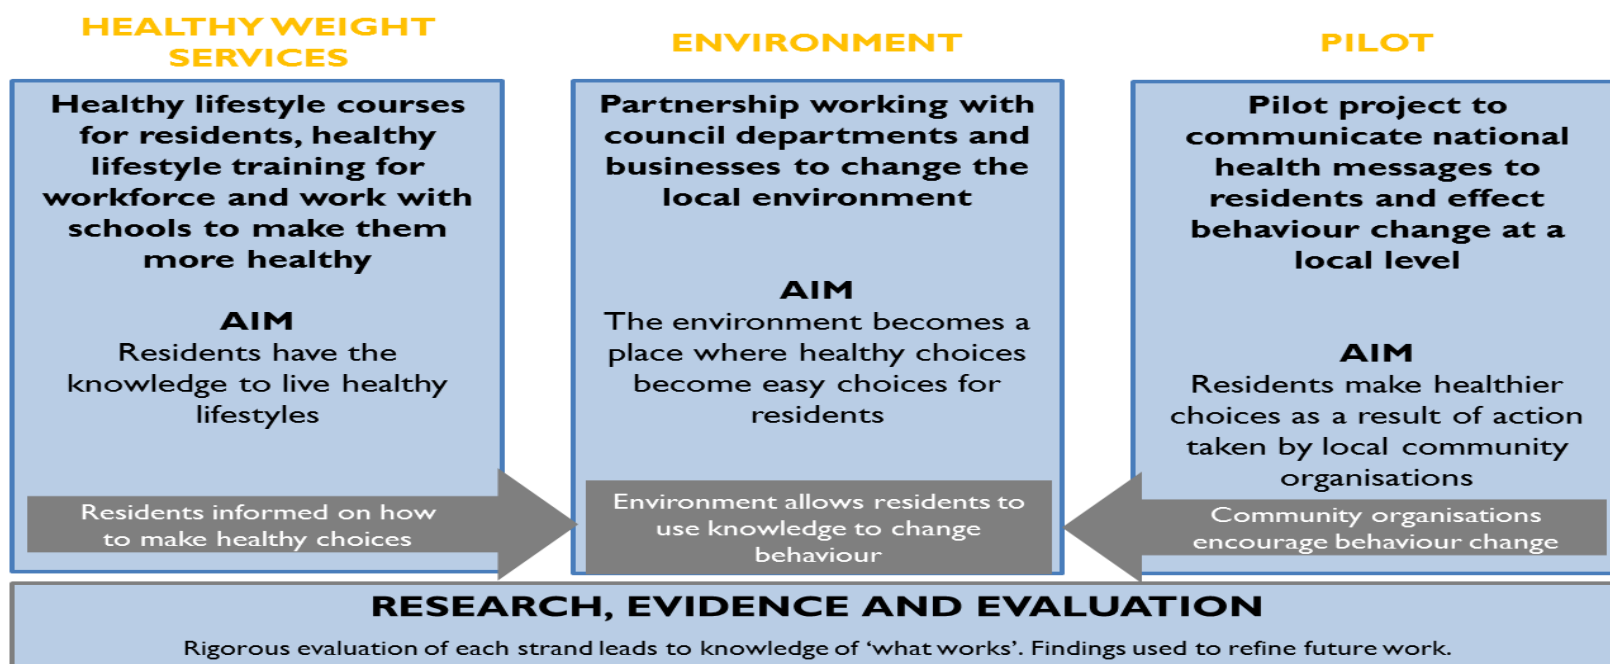 HEALTHY WEIGHT
SERVICES
Healthy lifestyle courses
for residents, healthy
lifestyle training for
workforce and work with
schools to make them
more healthy
AIM
Residents have the
knowledge to live healthy
lifestyles
Residents informed on how
to make healthy choices
ENVIRONMENT
Partnership working with
council departments and
businesses to change the
local environment
AIM
The environment becomes a
place where healthy choices
become easy choices for
residents
Environment allows residents to
use knowledge to change
behaviour
PILOT
Pilot project to
communicate national
health messages to
residents and effect
behaviour change at a
local level
AIM
Residents make healthier
choices as a result of action
taken by local community
organisations
Community organisations
encourage behaviour change
RESEARCH, EVIDENCE AND EVALUATION
Rigorous evaluation of each strand leads to knowledge of ‘what works’. Findings used to refine future work.